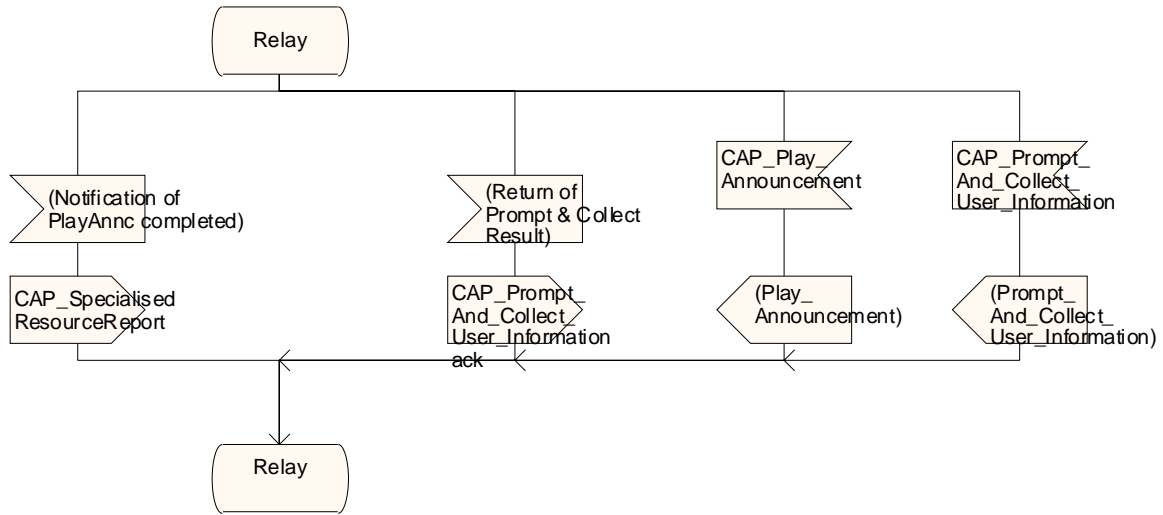 Relay
(Notification of
PlayAnnc completed)
(Return of
Prompt & Collect
Result)
CAP_Play_
Announcement
CAP_Prompt_
And_Collect_
User_Information
CAP_Specialised
ResourceReport
CAP_Prompt_
And_Collect_
User_Information
ack
(Play_
Announcement)
(Prompt_
And_Collect_
User_Information)
Relay